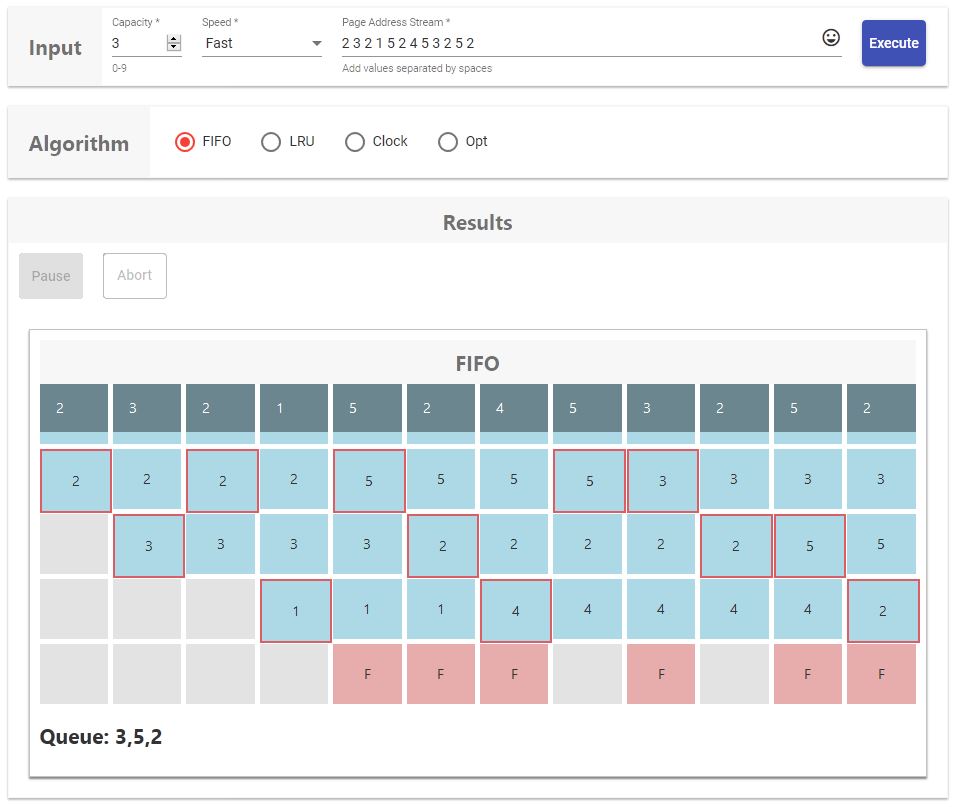 Input
Capacity *
3
0-9
Speed *
Fast
Page Address Stream *
2 3 2 1 5 2 4 5 3 2 5 2
Add values separated by spaces
Execute
Algorithm
FIFO LRU Clock Opt
Results
Pause Abort
FIFO
2 3 2 1 5 2 4 5 3 2 5 2
2 2 2 2 5 5 5 5 3 3 3 3
3 3 3 3 2 2 2 2 2 5 5
1 1 1 4 4 4 4 4 2
F F F F F F
Queue: 3,5,2